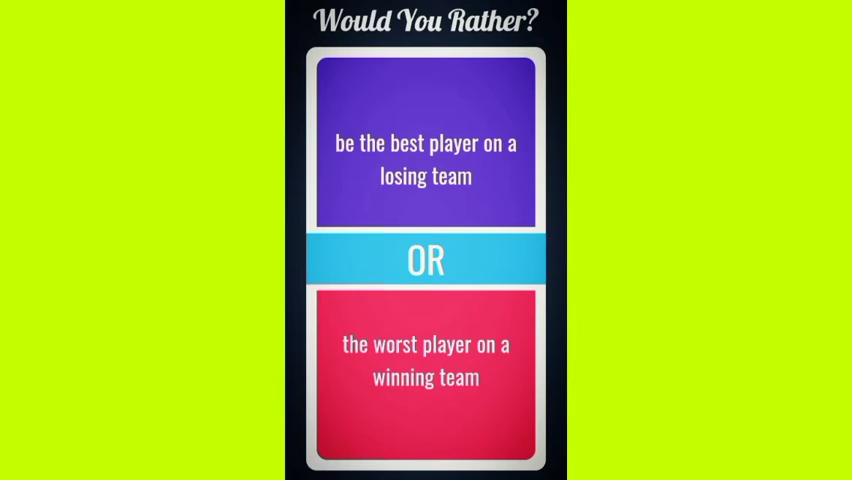 Would You Rather?
be the best player on a
losing team
OR
the worst player on a
winning team